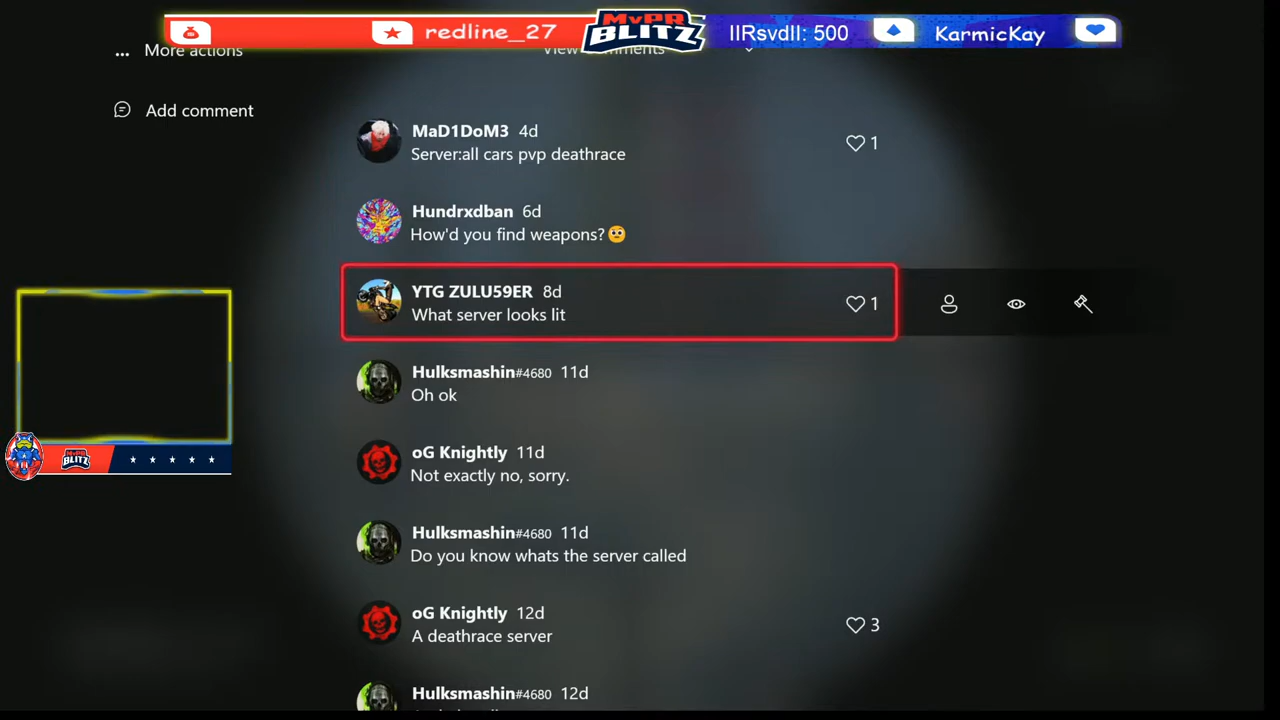 MvPR
BLITZ
redline_27
IIRsvdII: 500
KarmicKay
... More actions
View comments
Add comment
MaD1DoM3 4d
Server:all cars pvp deathrace
1
Hundrxdban 6d
How'd you find weapons?🥺
YTG ZULU59ER 8d
What server looks lit
1
Hulksmashin#4680 11d
Oh ok
oG Knightly 11d
Not exactly no, sorry.
MvPR
BLITZ
Hulksmashin#4680 11d
Do you know whats the server called
oG Knightly 12d
A deathrace server
3
Hulksmashin#4680 12d